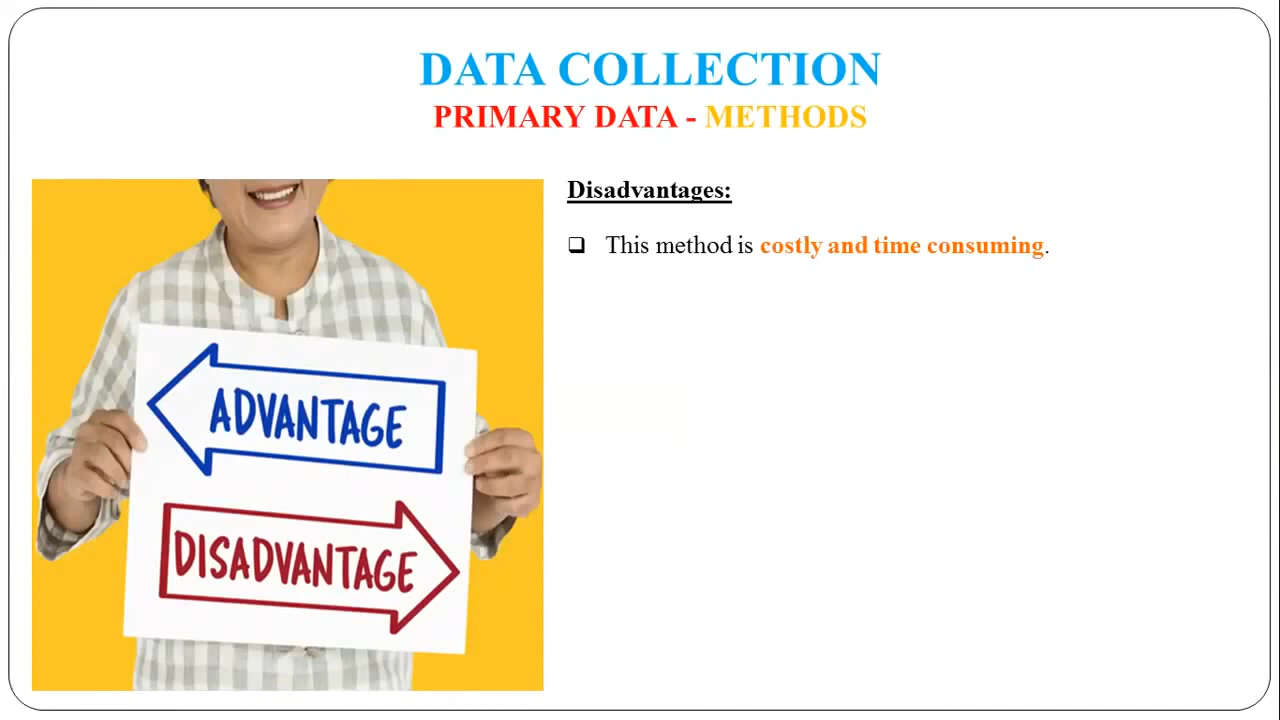 DATA COLLECTION
PRIMARY DATA - METHODS
Disadvantages:
This method is costly and time consuming.
ADVANTAGE
DISADVANTAGE